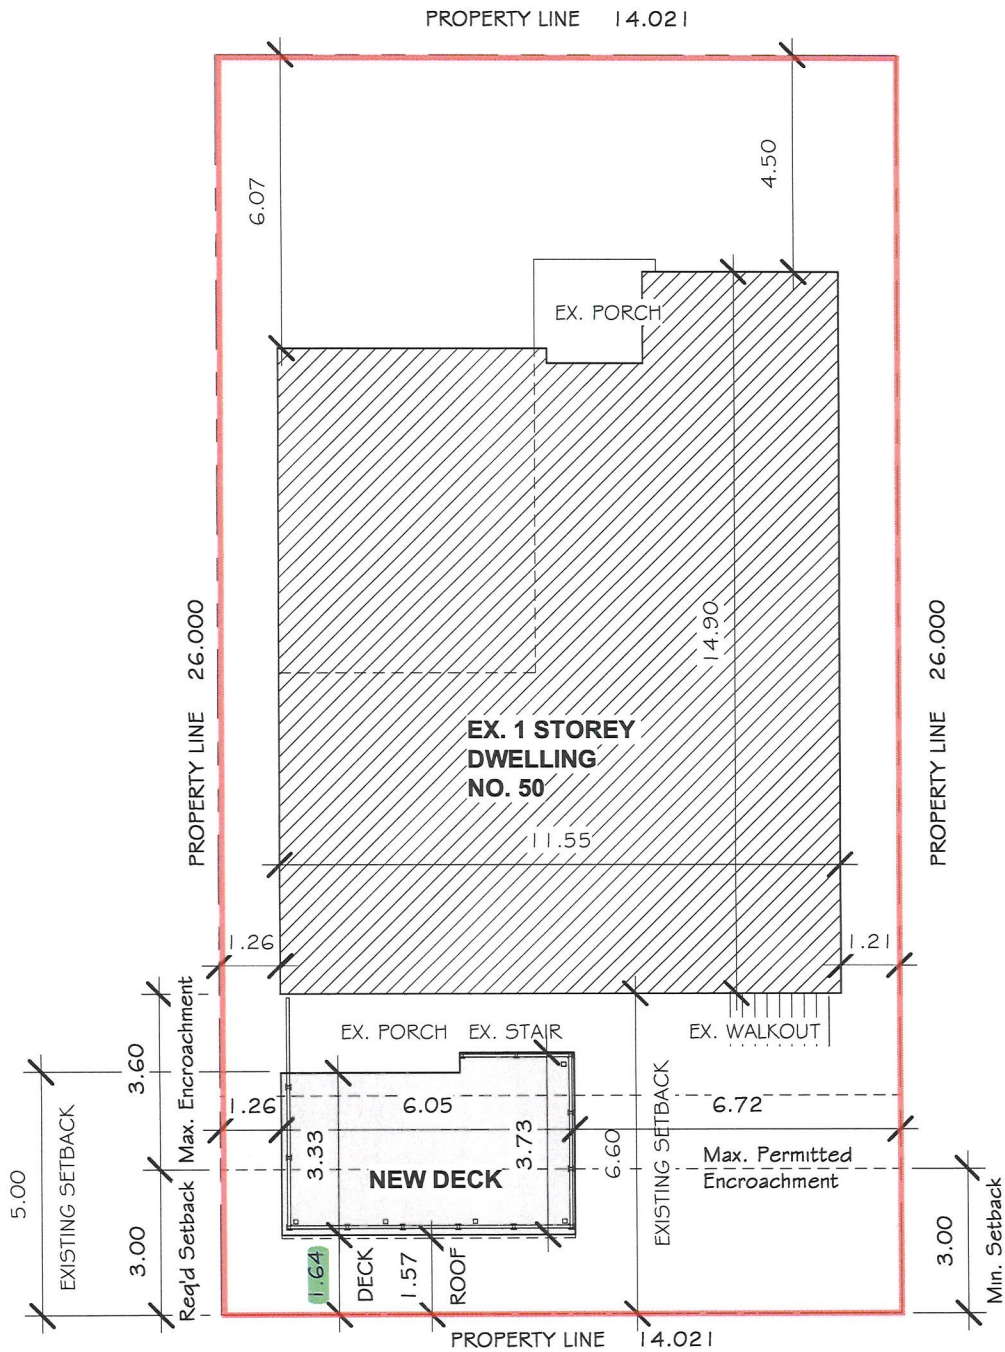 PROPERTY LINE 14.021
6.07
4.50
EX. PORCH
PROPERTY LINE 26.000
14.90
PROPERTY LINE 26.000
EX. 1 STOREY
DWELLING
NO. 50
11.55
1.26
1.21
EX. PORCH
EX. STAIR
EX. WALKOUT
3.60
Max. Encroachment
1.26
6.05
6.72
5.00
EXISTING SETBACK
3.33
3.73
6.60
EXISTING SETBACK
Max. Permitted
Encroachment
NEW DECK
3.00
Req'd Setback
1.64
DECK
1.57
ROOF
3.00
Min. Setback
PROPERTY LINE 14.021